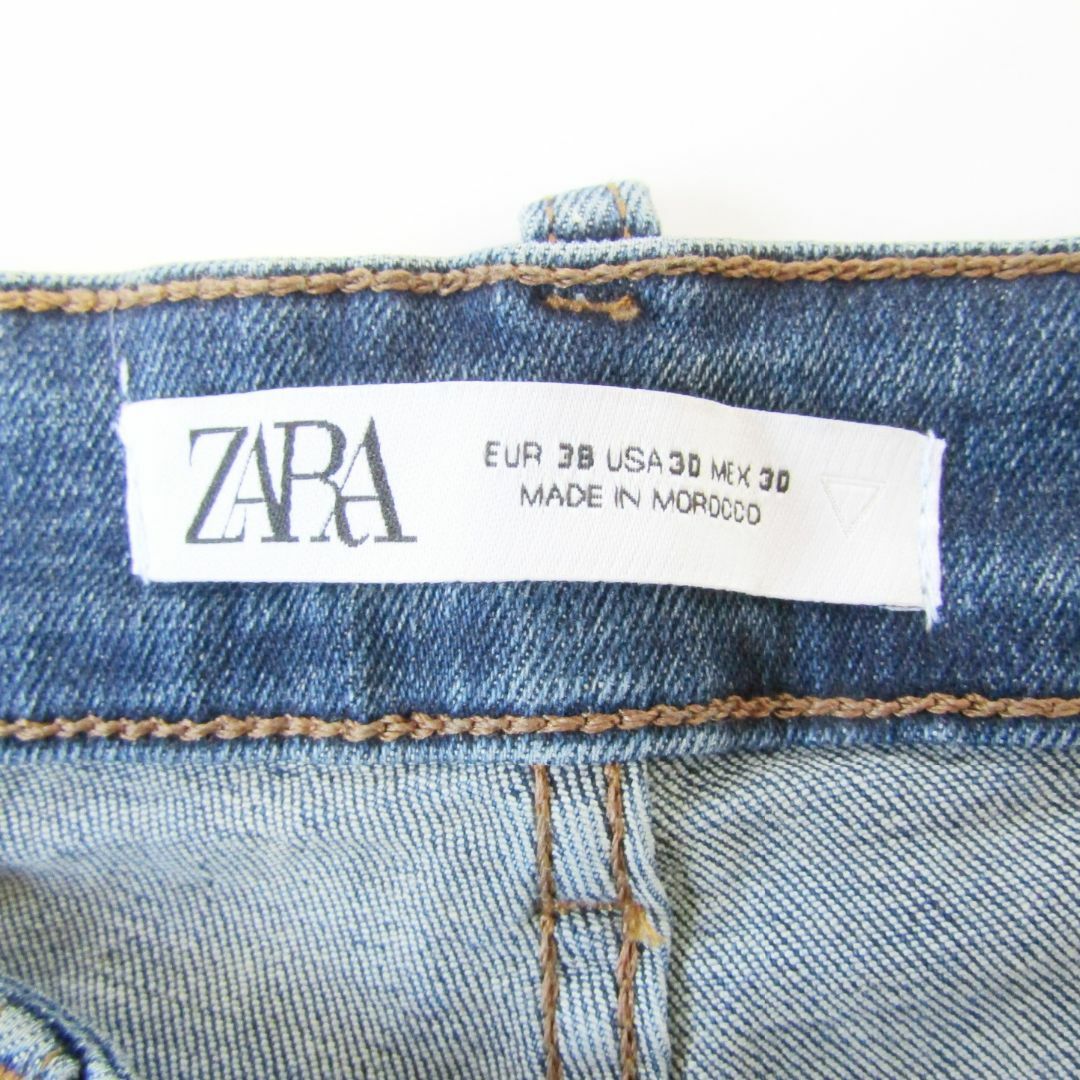 ZARA
EUR 38 USA 30 MEX 30
MADE IN MOROCCO